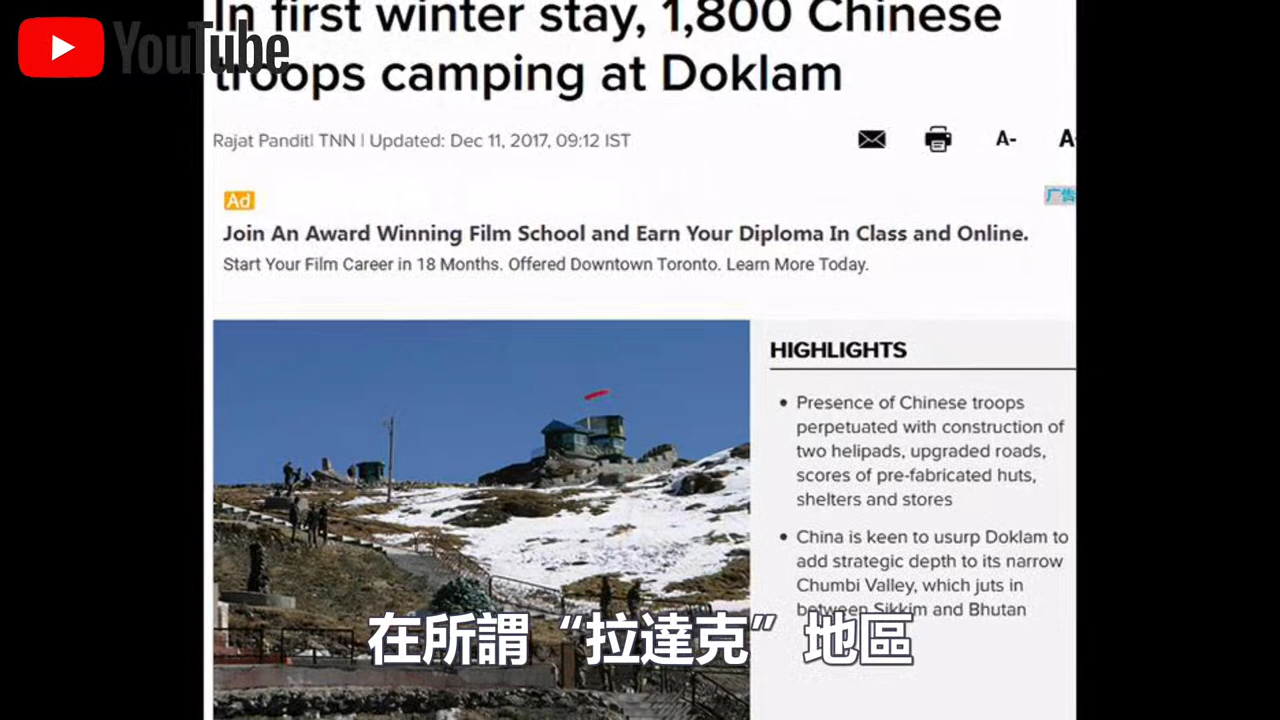 YouTube
In first winter stay, 1,800 Chinese
troops camping at Doklam
Rajat Pandit| TNN | Updated: Dec 11, 2017, 09:12 IST
A-
A
Ad
广告
Join An Award Winning Film School and Earn Your Diploma In Class and Online.
Start Your Film Career in 18 Months. Offered Downtown Toronto. Learn More Today.
HIGHLIGHTS
• Presence of Chinese troops
perpetuated with construction of
two helipads, upgraded roads,
scores of pre-fabricated huts,
shelters and stores
• China is keen to usurp Doklam to
add strategic depth to its narrow
Chumbi Valley, which juts in
between Sikkim and Bhutan
在所謂“拉達克”地區